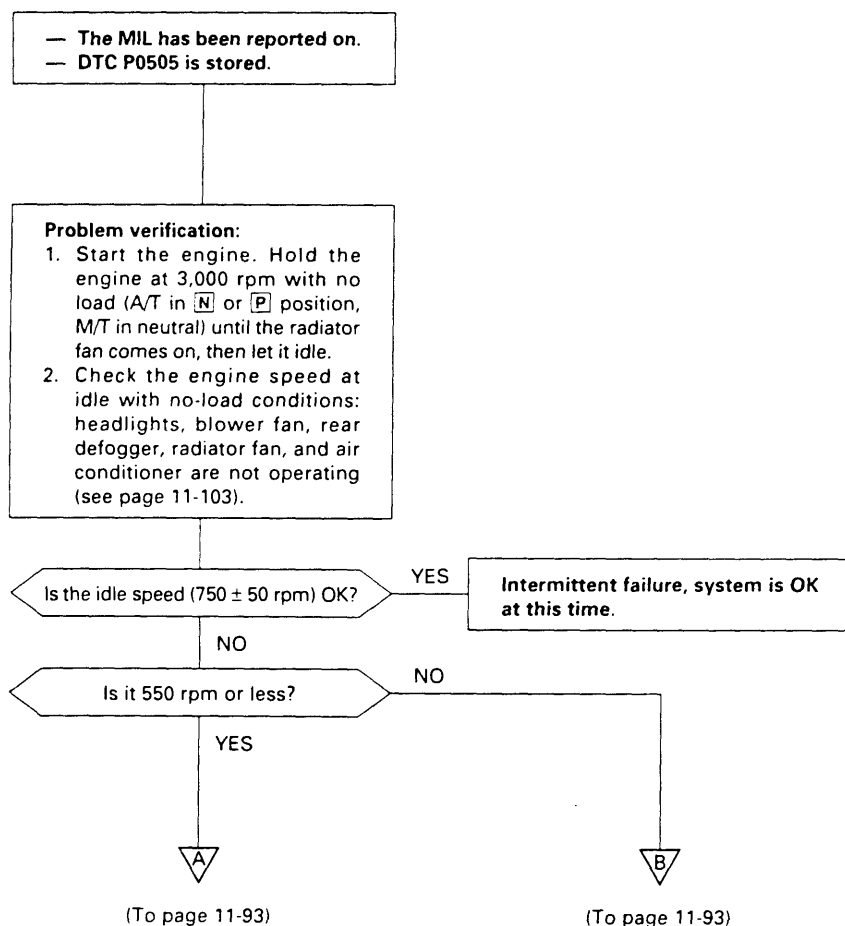 — The MIL has been reported on.
— DTC P0505 is stored.
Problem verification:
1. Start the engine. Hold the
engine at 3,000 rpm with no
load (A/T in N or P position,
M/T in neutral) until the radiator
fan comes on, then let it idle.
2. Check the engine speed at
idle with no-load conditions:
headlights, blower fan, rear
defogger, radiator fan, and air
conditioner are not operating
(see page 11-103).
Is the idle speed (750 ± 50 rpm) OK?
YES
Intermittent failure, system is OK
at this time.
NO
Is it 550 rpm or less?
NO
YES
A
B
(To page 11-93)
(To page 11-93)